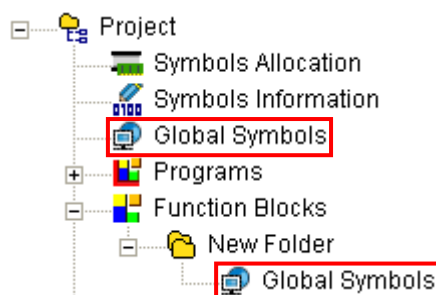 Project
Symbols Allocation
Symbols Information
Global Symbols
Programs
Function Blocks
New Folder
Global Symbols